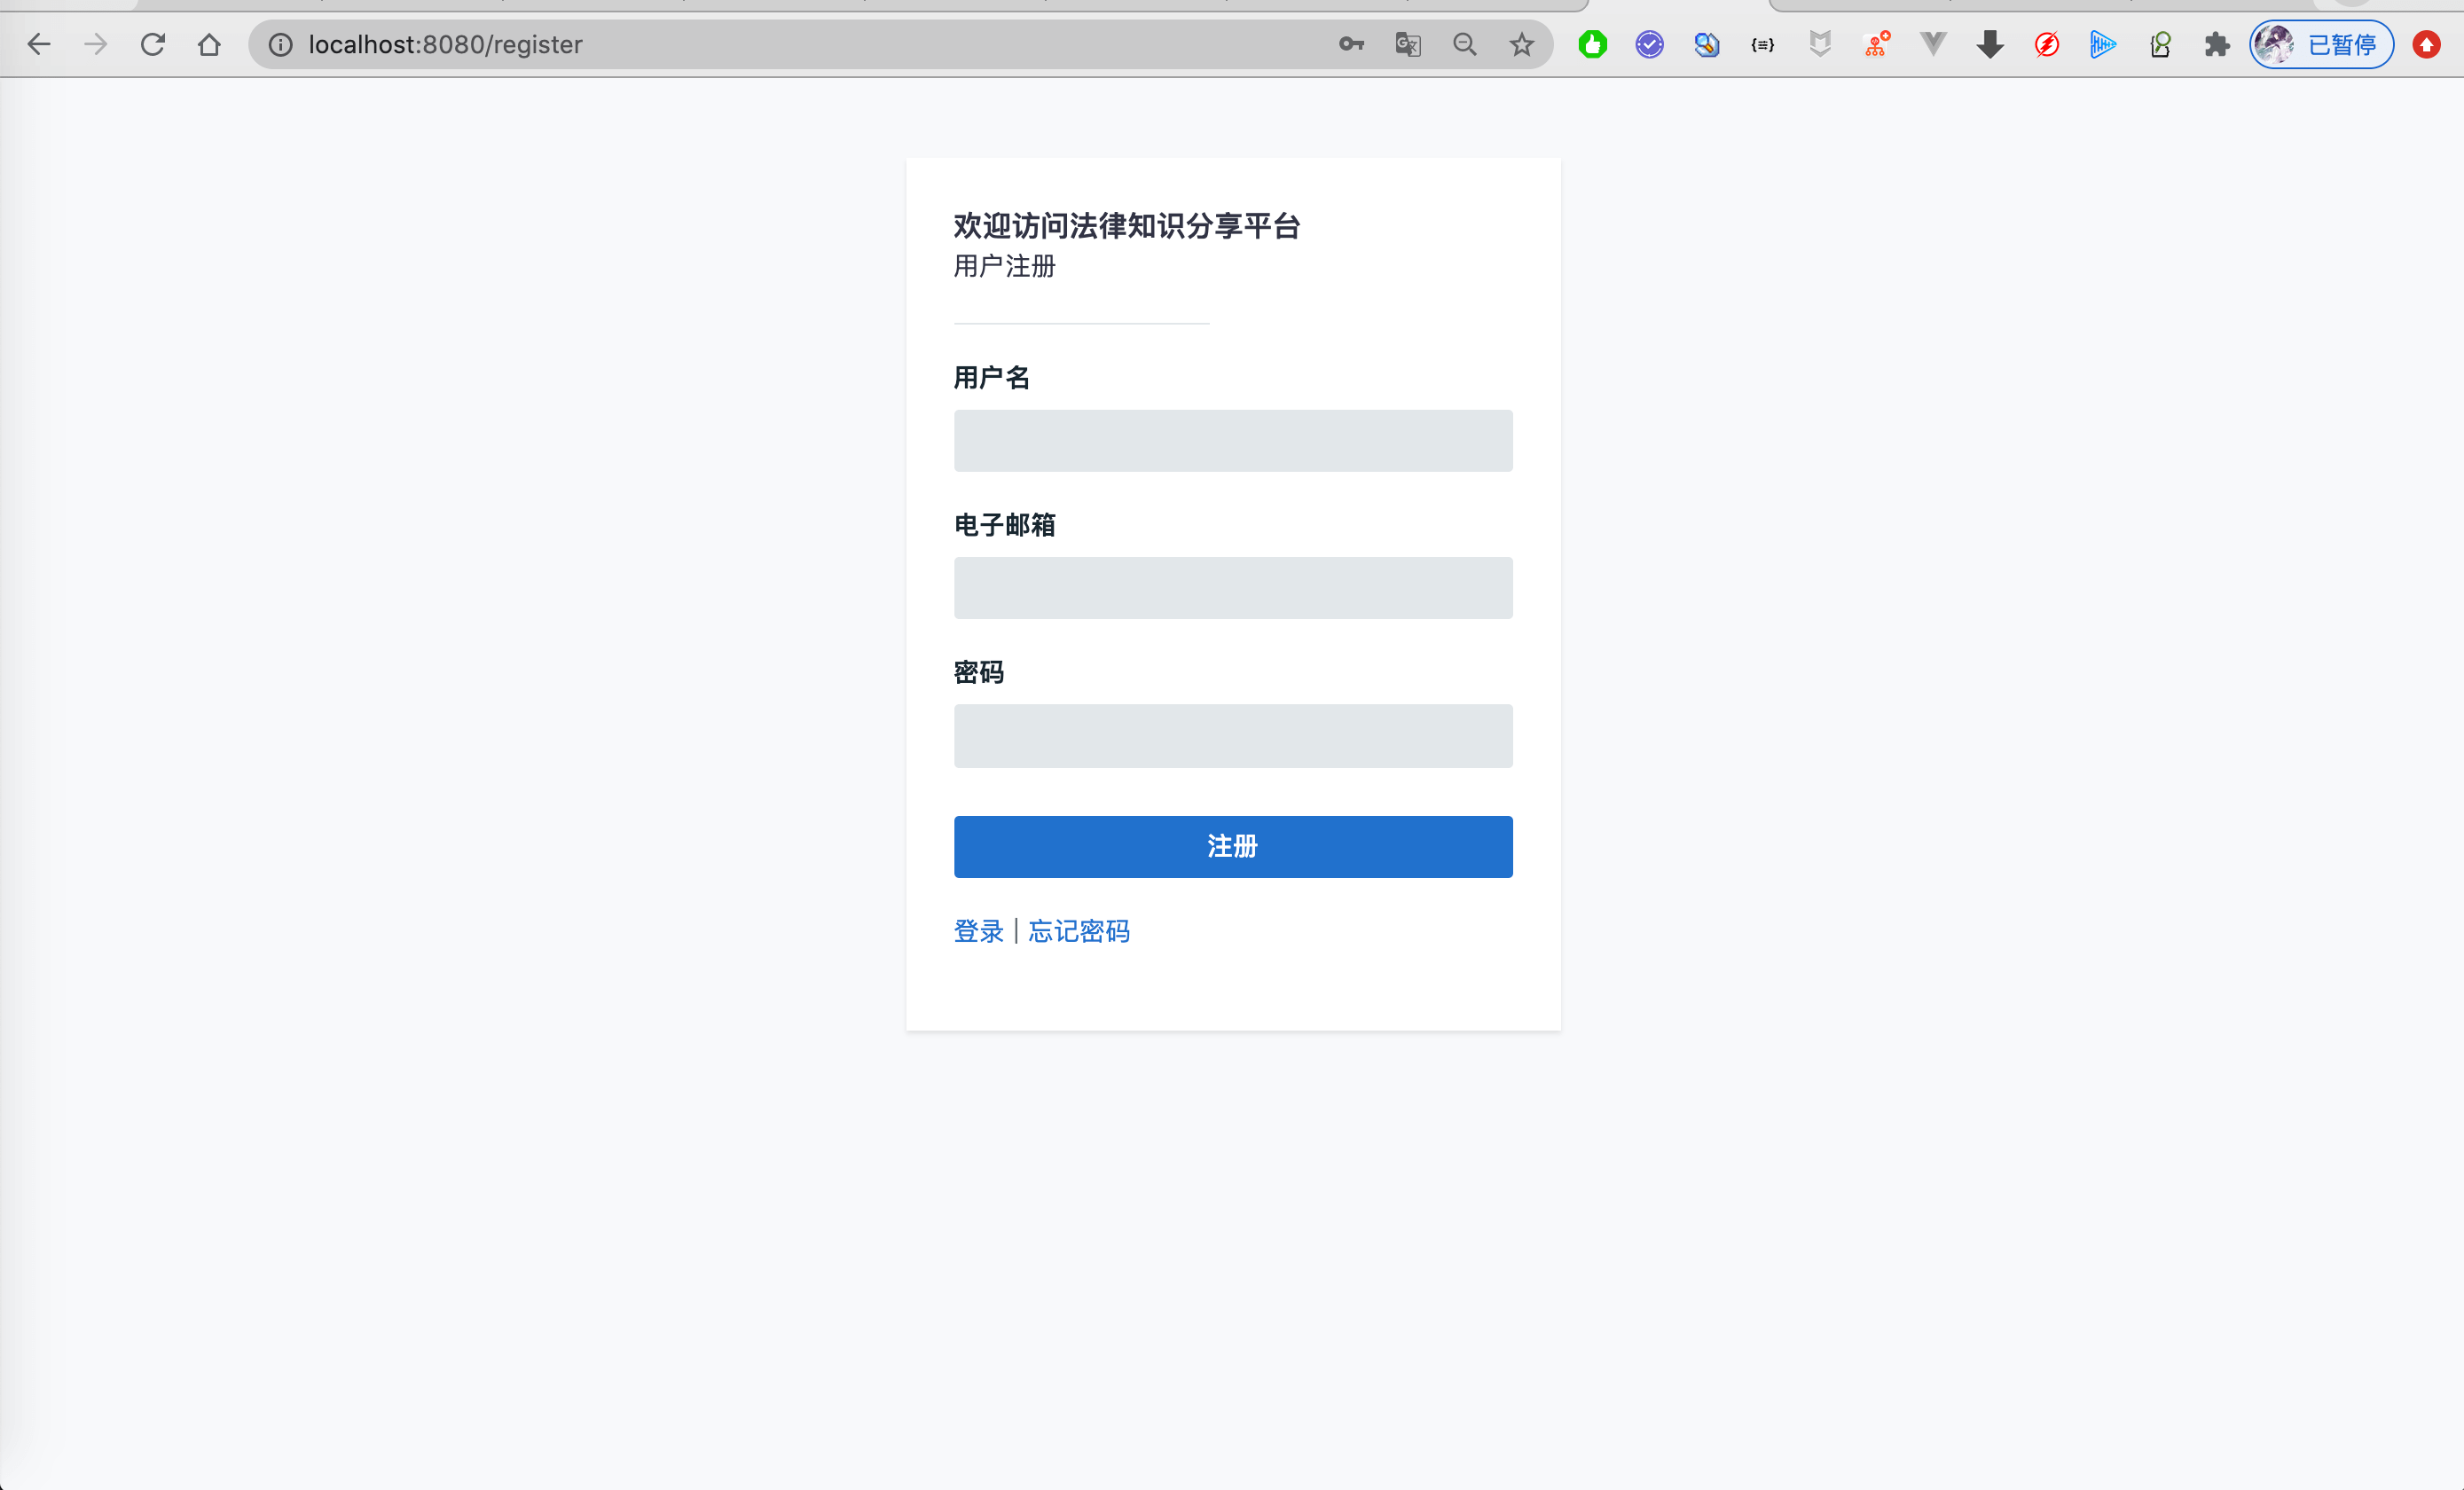 localhost:8080/register
已暂停
欢迎访问法律知识分享平台
用户注册
用户名
电子邮箱
密码
注册
登录 | 忘记密码